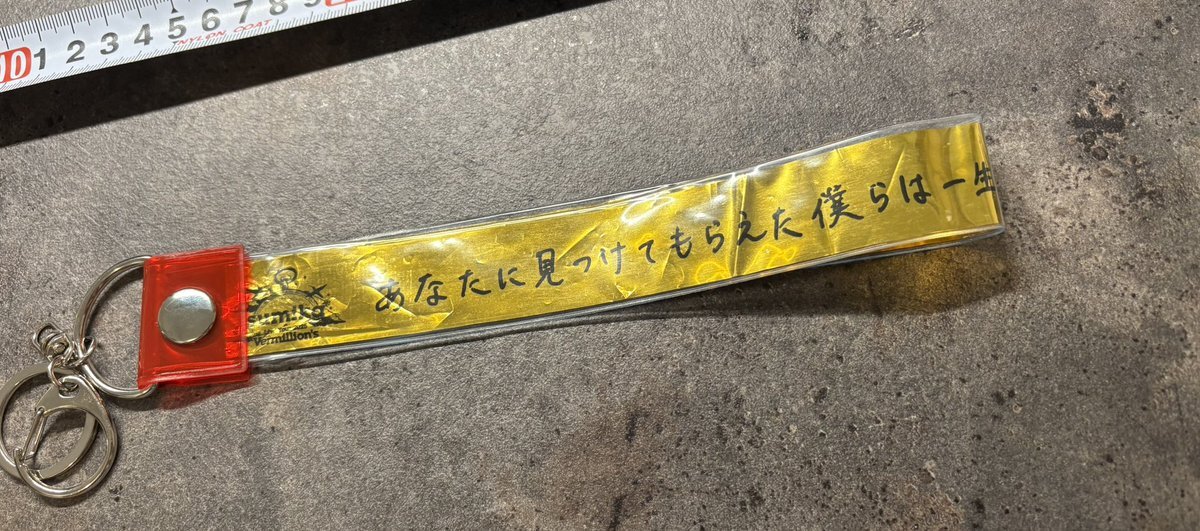 1 2 3 4 5 6 7 8 9
NYLON COAT
あなたに見つけてもらえた僕らは一生
Vermillion's